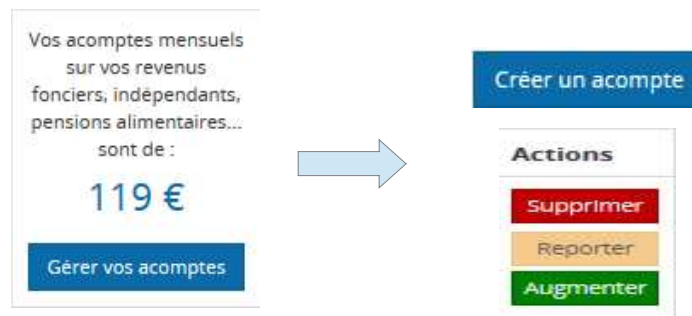 Vos acomptes mensuels
sur vos revenus
fonciers, indépendants,
pensions alimentaires...
sont de :
119 €
Gérer vos acomptes
Créer un acompte
Actions
Supprimer
Reporter
Augmenter